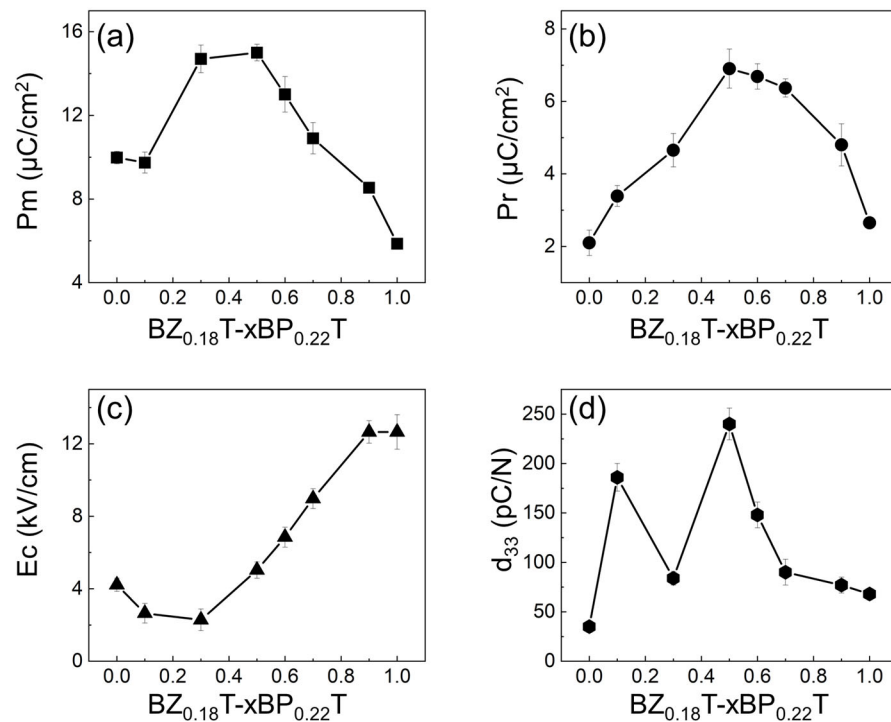 (a)
Pm (μC/cm²)
16
12
8
4
0.0 0.2 0.4 0.6 0.8 1.0
BZ₀.₁₈T-xBP₀.₂₂T
(b)
Pr (μC/cm²)
8
6
4
2
0.0 0.2 0.4 0.6 0.8 1.0
BZ₀.₁₈T-xBP₀.₂₂T
(c)
Ec (kV/cm)
12
8
4
0
0.0 0.2 0.4 0.6 0.8 1.0
BZ₀.₁₈T-xBP₀.₂₂T
(d)
d₃₃ (pC/N)
250
200
150
100
50
0
0.0 0.2 0.4 0.6 0.8 1.0
BZ₀.₁₈T-xBP₀.₂₂T